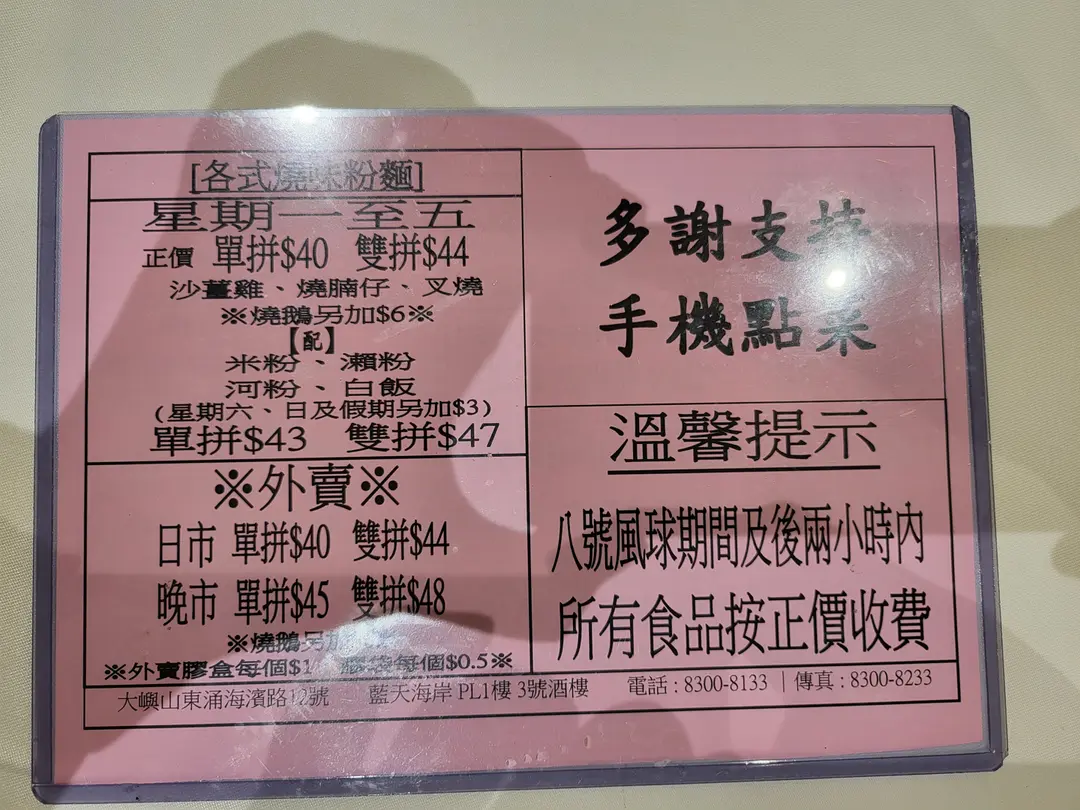 [各式燒味粉麵]
星期一至五
正價 單拼$40 雙拼$44
沙薑雞、燒腩仔、叉燒
※燒鵝另加$6※
【配】
米粉、瀨粉
河粉、白飯
(星期六、日及假期另加$3)
單拼$43 雙拼$47
※外賣※
日市 單拼$40 雙拼$44
晚市 單拼$45 雙拼$48
※燒鵝另加
※外賣膠盒每個$1 膠袋每個$0.5※
多謝支持
手機點菜
溫馨提示
八號風球期間及後兩小時內
所有食品按正價收費
大嶼山東涌海濱路12號 藍天海岸 PL1樓 3號酒樓 電話 : 8300-8133 | 傳真 : 8300-8233